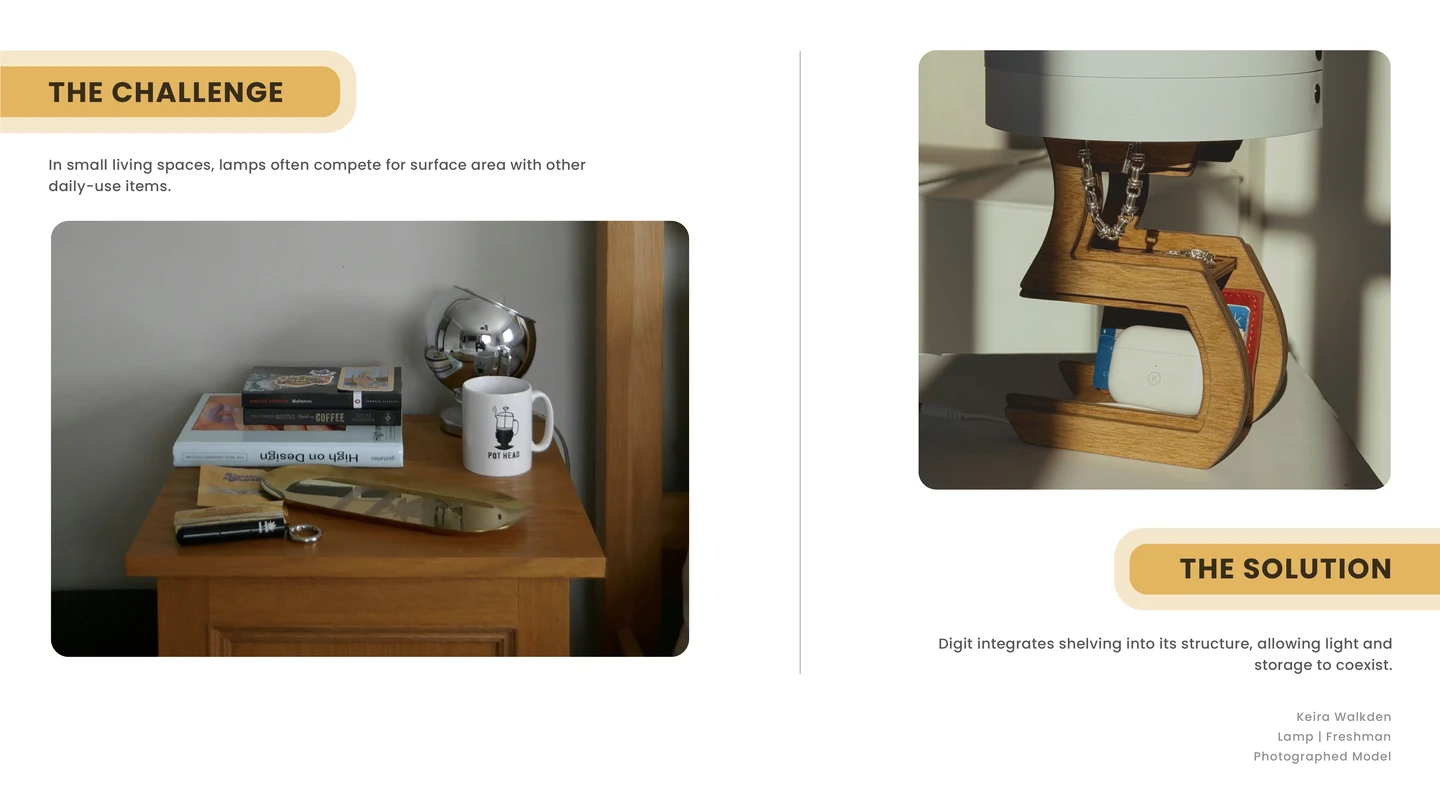 THE CHALLENGE
In small living spaces, lamps often compete for surface area with other
daily-use items.
COFFEE
High on Design
gestalten
POT HEAD
THE SOLUTION
Digit integrates shelving into its structure, allowing light and
storage to coexist.
Keira Walkden
Lamp | Freshman
Photographed Model